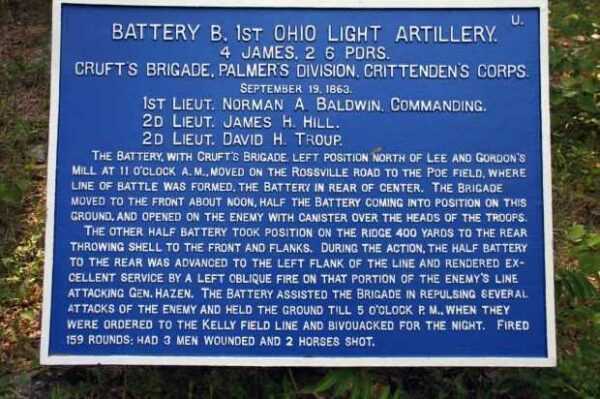 U.
BATTERY B, 1ST OHIO LIGHT ARTILLERY.
4 JAMES, 2 6 PDRS.
CRUFT'S BRIGADE, PALMER'S DIVISION, CRITTENDEN'S CORPS.
SEPTEMBER 19, 1863.
1ST LIEUT. NORMAN A. BALDWIN, COMMANDING.
2D LIEUT. JAMES H. HILL.
2D LIEUT. DAVID H. TROUP.
THE BATTERY, WITH CRUFT'S BRIGADE, LEFT POSITION NORTH OF LEE AND GORDON'S
MILL AT 11 O'CLOCK A.M., MOVED ON THE ROSSVILLE ROAD TO THE POE FIELD, WHERE
LINE OF BATTLE WAS FORMED, THE BATTERY IN REAR OF CENTER. THE BRIGADE
MOVED TO THE FRONT ABOUT NOON, HALF THE BATTERY COMING INTO POSITION ON THIS
GROUND, AND OPENED ON THE ENEMY WITH CANISTER OVER THE HEADS OF THE TROOPS.
THE OTHER HALF BATTERY TOOK POSITION ON THE RIDGE 400 YARDS TO THE REAR
THROWING SHELL TO THE FRONT AND FLANKS. DURING THE ACTION, THE HALF BATTERY
TO THE REAR WAS ADVANCED TO THE LEFT FLANK OF THE LINE AND RENDERED EX-
CELLENT SERVICE BY A LEFT OBLIQUE FIRE ON THAT PORTION OF THE ENEMY'S LINE
ATTACKING GEN. HAZEN. THE BATTERY ASSISTED THE BRIGADE IN REPULSING SEVERAL
ATTACKS OF THE ENEMY AND HELD THE GROUND TILL 5 O'CLOCK P.M., WHEN THEY
WERE ORDERED TO THE KELLY FIELD LINE AND BIVOUACKED FOR THE NIGHT. FIRED
159 ROUNDS; HAD 3 MEN WOUNDED AND 2 HORSES SHOT.